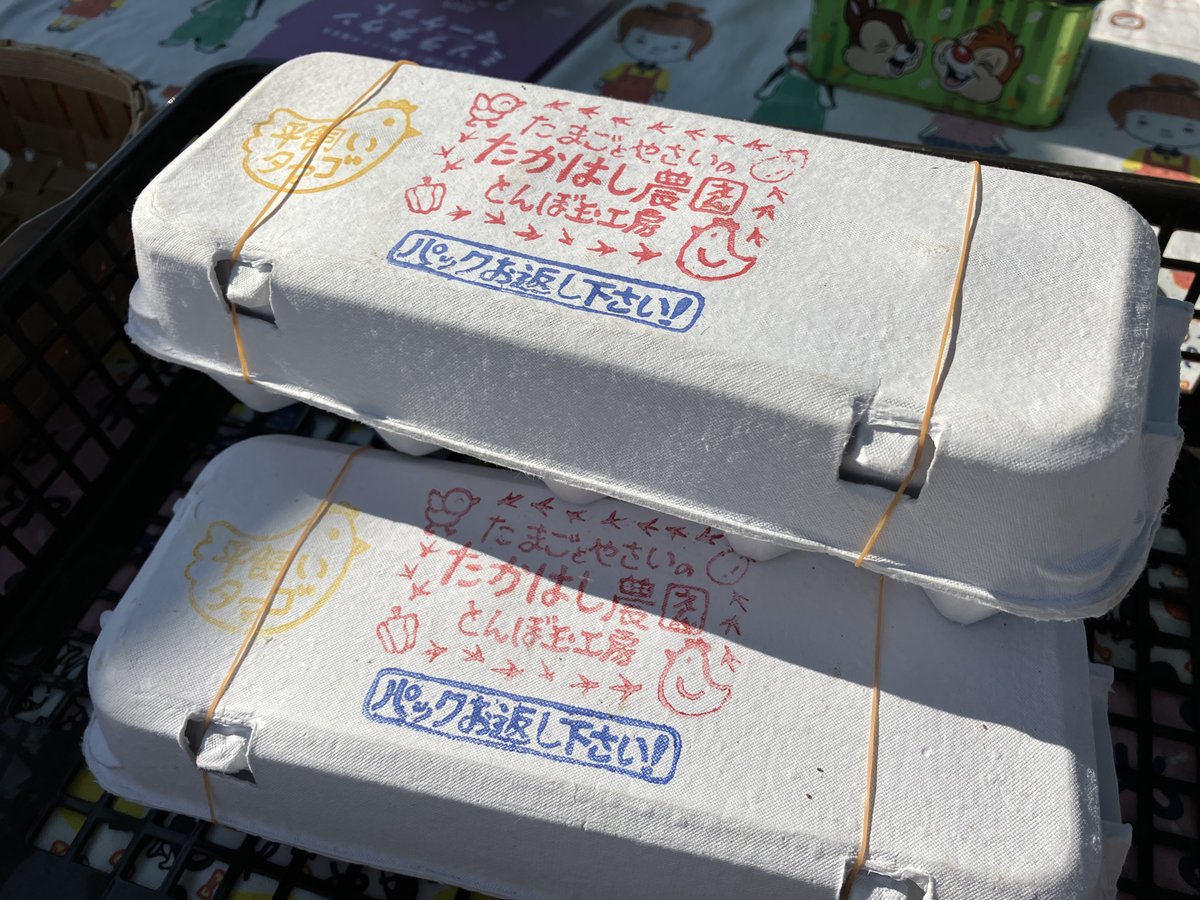 平飼い
タマゴ
たまごとやさいの
たかはし農園
とんぼ玉工房
パックお返し下さい!
平飼い
タマゴ
たまごとやさいの
たかはし農園
とんぼ玉工房
パックお返し下さい!